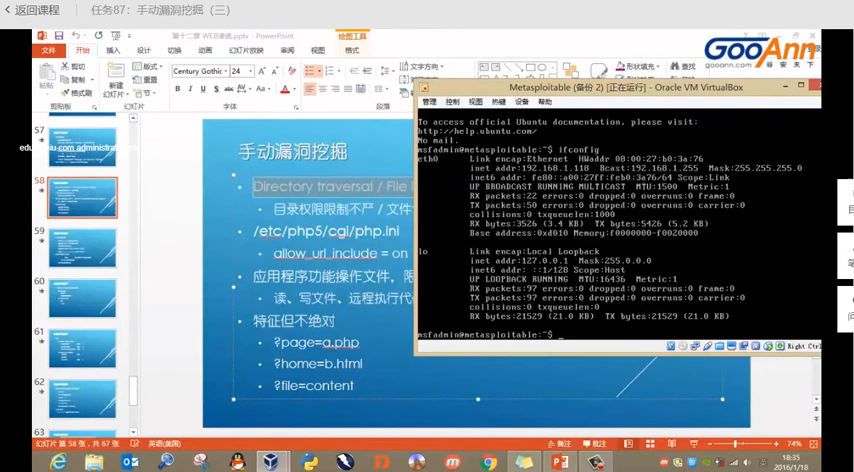 返回课程
任务87：手动漏洞挖掘（三）
第十二章 WEB渗透.pptx - PowerPoint
绘图工具
文件
开始
插入
设计
切换
动画
幻灯片放映
审阅
视图
格式
剪切
复制
格式刷
粘贴
剪贴板
新建
幻灯片
版式
重置
节
幻灯片
Century Gothic
24
字体
文字方向
段落
形状填充
查找
GooAnn
gooann.com 谷安天下
57
58
59
60
61
62
63
手动漏洞挖掘
Directory traversal / File i
目录权限限制不严 / 文件
/etc/php5/cgi/php.ini
allow_url_include = on
应用程序功能操作文件，限
读、写文件、远程执行代
特征但不绝对
?page=a.php
?home=b.html
?file=content
Metasploitable (备份 2) [正在运行] - Oracle VM VirtualBox
管理 控制 视图 热键 设备 帮助
To access official Ubuntu documentation, please visit:
http://help.ubuntu.com/
No mail.
msfadmin@metasploitable:~$ ifconfig
eth0 Link encap:Ethernet HWaddr 08:00:27:b0:3a:76
inet addr:192.168.1.118 Bcast:192.168.1.255 Mask:255.255.255.0
inet6 addr: fe80::a00:27ff:feb0:3a76/64 Scope:Link
UP BROADCAST RUNNING MULTICAST MTU:1500 Metric:1
RX packets:22 errors:0 dropped:0 overruns:0 frame:0
TX packets:50 errors:0 dropped:0 overruns:0 carrier:0
collisions:0 txqueuelen:1000
RX bytes:3526 (3.4 KB) TX bytes:5426 (5.2 KB)
Base address:0xd010 Memory:f0000000-f0020000
lo Link encap:Local Loopback
inet addr:127.0.0.1 Mask:255.0.0.0
inet6 addr: ::1/128 Scope:Host
UP LOOPBACK RUNNING MTU:16436 Metric:1
RX packets:97 errors:0 dropped:0 overruns:0 frame:0
TX packets:97 errors:0 dropped:0 overruns:0 carrier:0
collisions:0 txqueuelen:0
RX bytes:21529 (21.0 KB) TX bytes:21529 (21.0 KB)
msfadmin@metasploitable:~$ _
Right Ctrl
幻灯片 第 58 张，共 67 张
英语(美国)
备注
批注
74%
18:35
2016/1/18